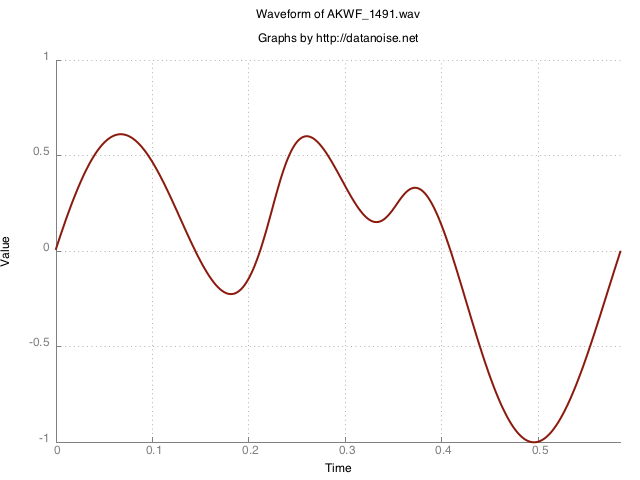 Waveform of AKWF_1491.wav
Graphs by http://datanoise.net
1
0.5
0
-0.5
-1
Value
0 0.1 0.2 0.3 0.4 0.5
Time